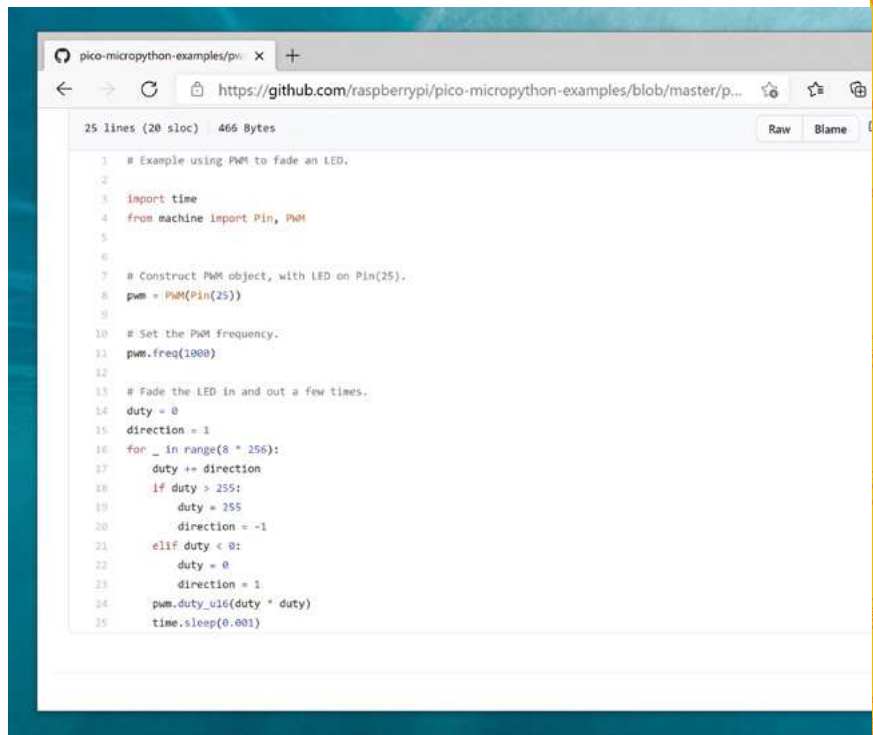 pico-micropython-examples/pw
https://github.com/raspberrypi/pico-micropython-examples/blob/master/p...
25 lines (20 sloc) 466 Bytes
Raw Blame
1 # Example using PWM to fade an LED.
2
3 import time
4 from machine import Pin, PWM
5
6
7 # Construct PWM object, with LED on Pin(25).
8 pwm = PWM(Pin(25))
9
10 # Set the PWM frequency.
11 pwm.freq(1000)
12
13 # Fade the LED in and out a few times.
14 duty = 0
15 direction = 1
16 for _ in range(8 * 256):
17 duty += direction
18 if duty > 255:
19 duty = 255
20 direction = -1
21 elif duty < 0:
22 duty = 0
23 direction = 1
24 pwm.duty_u16(duty * duty)
25 time.sleep(0.001)